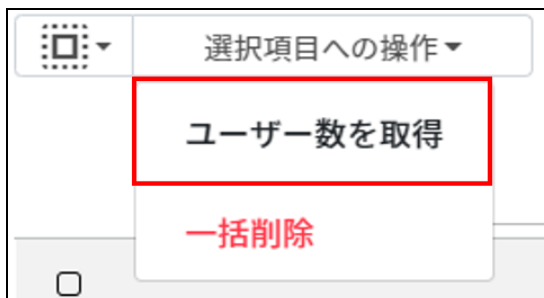 選択項目への操作
ユーザー数を取得
一括削除